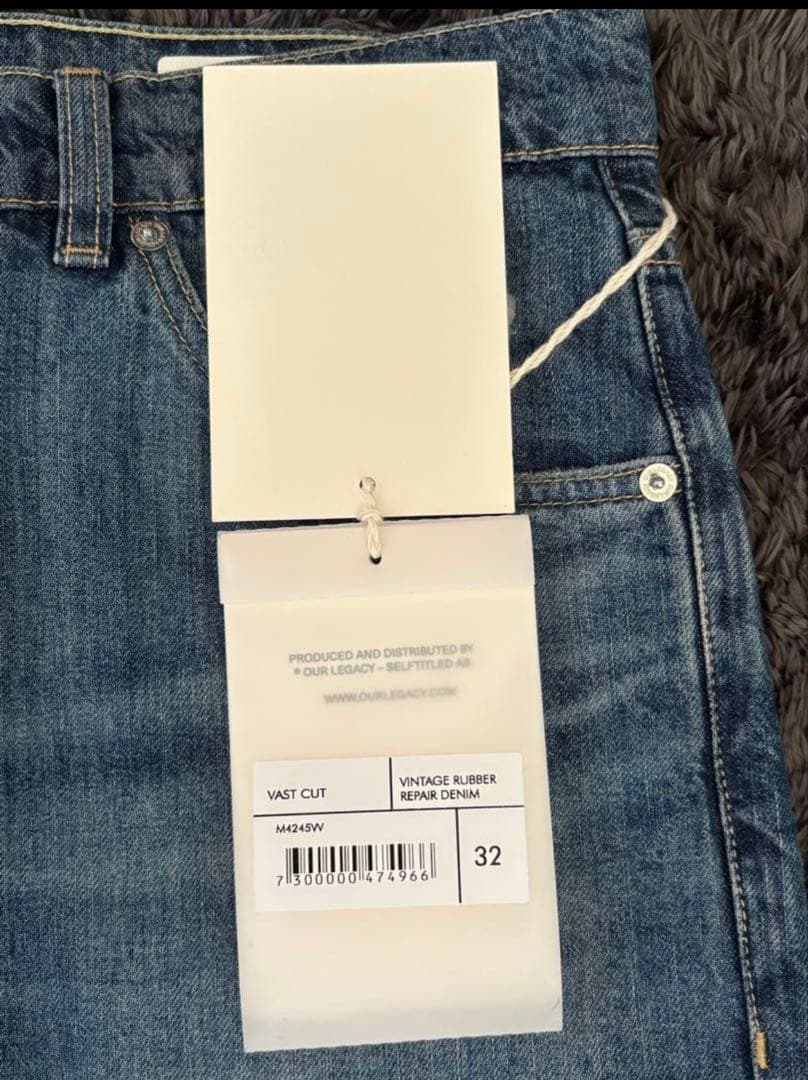 PRODUCED AND DISTRIBUTED BY
® OUR LEGACY – SELFTITLED AB
WWW.OURLEGACY.COM
VAST CUT
VINTAGE RUBBER
REPAIR DENIM
M4245W
32
7 300000 474966